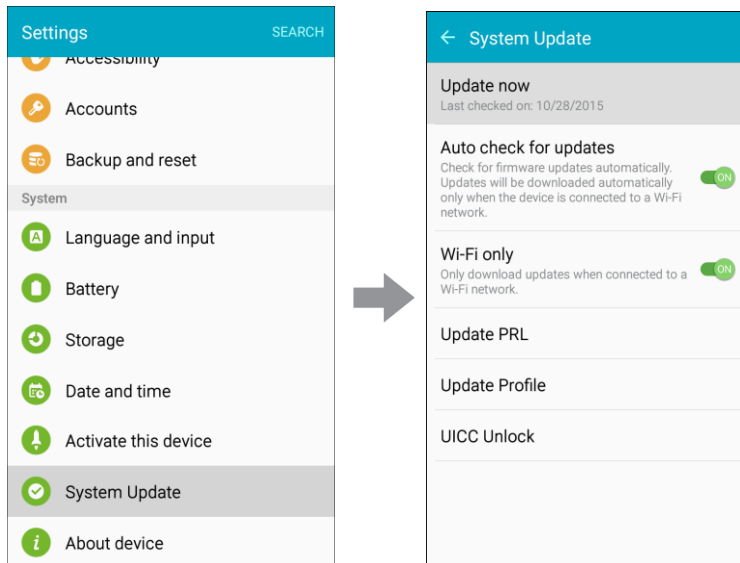 Settings
SEARCH
Accessibility
Accounts
Backup and reset
System
A
Language and input
Battery
Storage
Date and time
Activate this device
System Update
i
About device
System Update
Update now
Last checked on: 10/28/2015
Auto check for updates
Check for firmware updates automatically.
Updates will be downloaded automatically
only when the device is connected to a Wi-Fi
network.
ON
Wi-Fi only
Only download updates when connected to a
Wi-Fi network.
ON
Update PRL
Update Profile
UICC Unlock